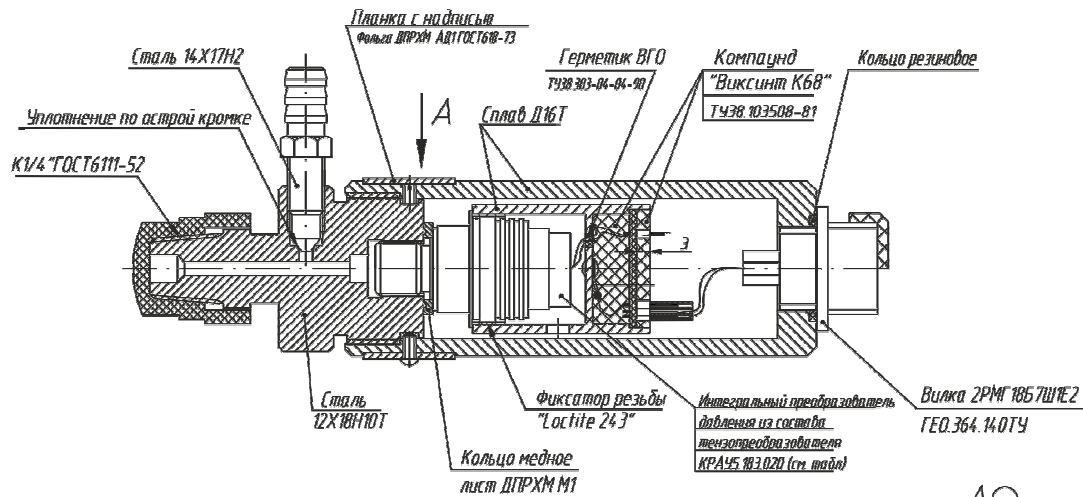 Планка с надписью
Фольга ДПРХМ АД1 ГОСТ618-73
Сталь 14Х17Н2
Герметик ВГО
ТУ38.303-04-04-90
Компаунд
"Виксинт К68"
ТУ38.103508-81
Кольцо резиновое
Уплотнение по острой кромке
А
Сплав Д16Т
К1/4"ГОСТ6111-52
3
Сталь
12Х18Н10Т
Фиксатор резьбы
"Loctite 243"
Интегральный преобразователь
давления из состава
тензопреобразователя
КРАУ5.183.020 (см. табл)
Вилка 2РМГ18Б7Ш1Е2
ГЕ0.364.140ТУ
Кольцо медное
лист ДПРХМ М1
А